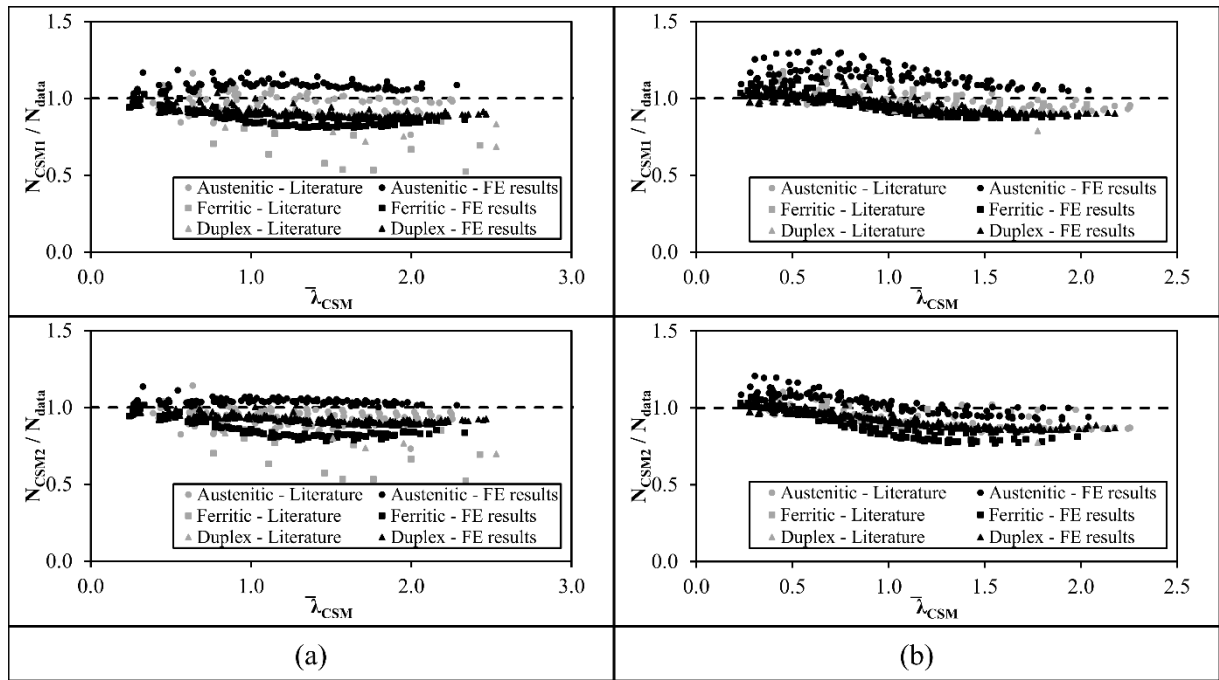 1.5
1.0
0.5
0.0
N_CSM1 / N_data
Austenitic - Literature
Austenitic - FE results
Ferritic - Literature
Ferritic - FE results
Duplex - Literature
Duplex - FE results
0.0 1.0 2.0 3.0
λ̅_CSM
1.5
1.0
0.5
0.0
N_CSM1 / N_data
Austenitic - Literature
Austenitic - FE results
Ferritic - Literature
Ferritic - FE results
Duplex - Literature
Duplex - FE results
0.0 0.5 1.0 1.5 2.0 2.5
λ̅_CSM
1.5
1.0
0.5
0.0
N_CSM2 / N_data
Austenitic - Literature
Austenitic - FE results
Ferritic - Literature
Ferritic - FE results
Duplex - Literature
Duplex - FE results
0.0 1.0 2.0 3.0
λ̅_CSM
1.5
1.0
0.5
0.0
N_CSM2 / N_data
Austenitic - Literature
Austenitic - FE results
Ferritic - Literature
Ferritic - FE results
Duplex - Literature
Duplex - FE results
0.0 0.5 1.0 1.5 2.0 2.5
λ̅_CSM
(a)
(b)